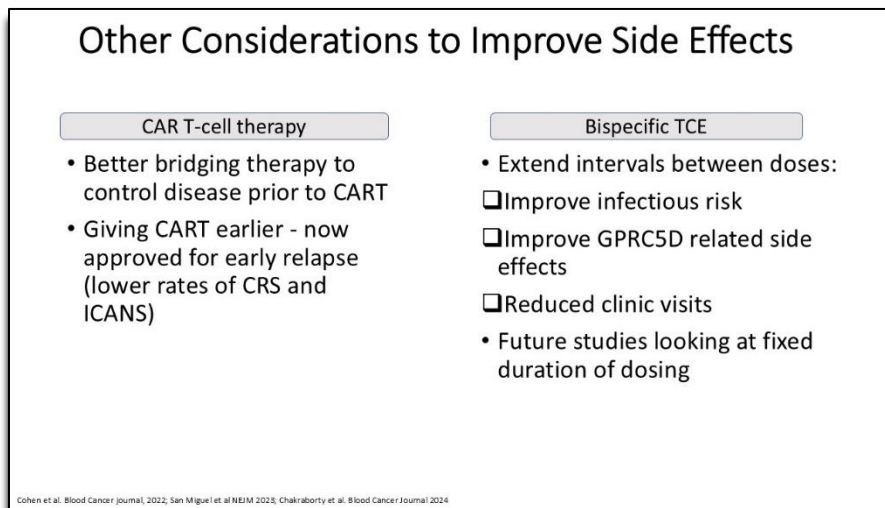 Other Considerations to Improve Side Effects
CAR T-cell therapy
• Better bridging therapy to
control disease prior to CART
• Giving CART earlier - now
approved for early relapse
(lower rates of CRS and
ICANS)
Bispecific TCE
• Extend intervals between doses:
❑Improve infectious risk
❑Improve GPRC5D related side
effects
❑Reduced clinic visits
• Future studies looking at fixed
duration of dosing
Cohen et al. Blood Cancer journal, 2022; San Miguel et al NEJM 2023; Chakraborty et al. Blood Cancer Journal 2024